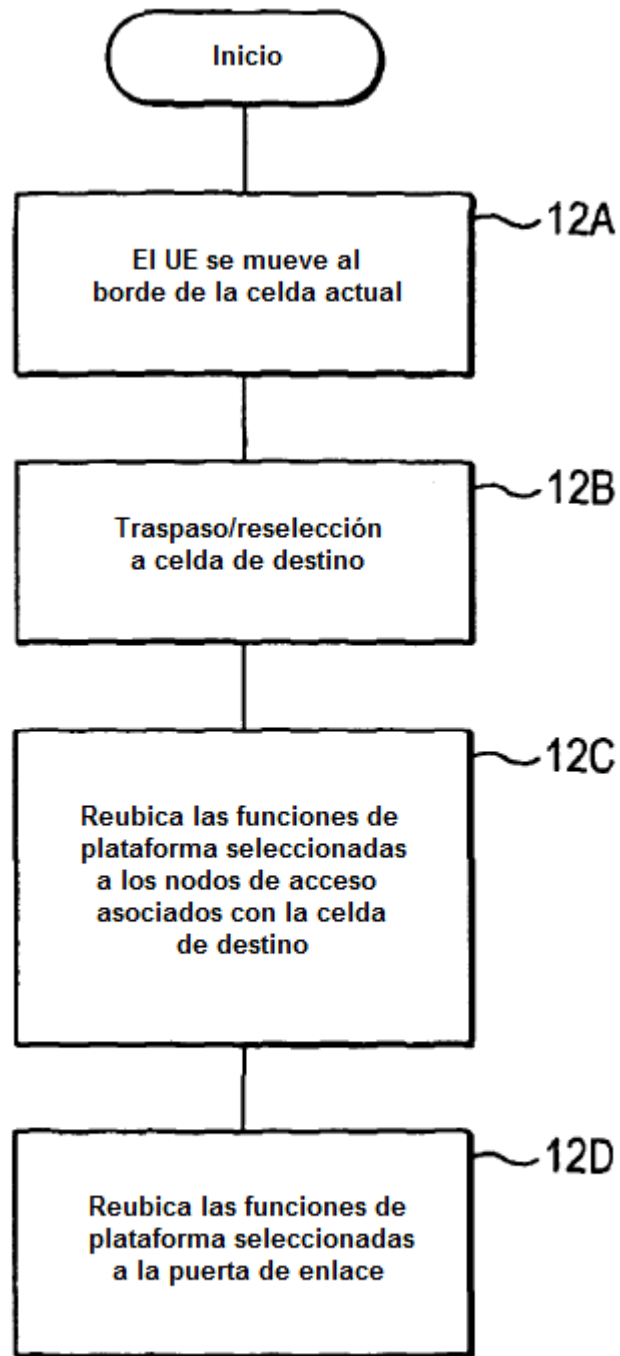 Inicio
12A
El UE se mueve al
borde de la celda actual
12B
Traspaso/reselección
a celda de destino
12C
Reubica las funciones de
plataforma seleccionadas
a los nodos de acceso
asociados con la celda
de destino
12D
Reubica las funciones de
plataforma seleccionadas
a la puerta de enlace